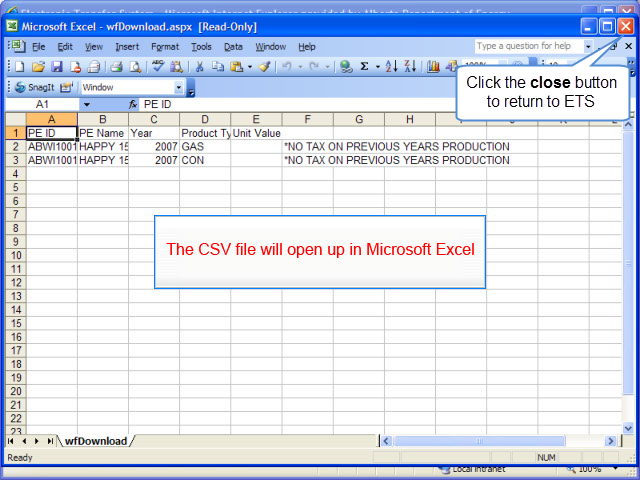 Microsoft Excel - wfDownload.aspx [Read-Only]
File Edit View Insert Format Tools Data Window Help
Type a question for help
SnagIt Window
A1 fx PE ID
A B C D E F G H
1 PE ID PE Name Year Product Ty Unit Value
2 ABWI1001 HAPPY 15 2007 GAS *NO TAX ON PREVIOUS YEARS PRODUCTION
3 ABWI1001 HAPPY 15 2007 CON *NO TAX ON PREVIOUS YEARS PRODUCTION
4
5
6
7
8
9
10
11
12
13
14
15
16
17
18
19
20
21
22
23
Click the close button
to return to ETS
The CSV file will open up in Microsoft Excel
wfDownload
Ready NUM
Local intranet 100%